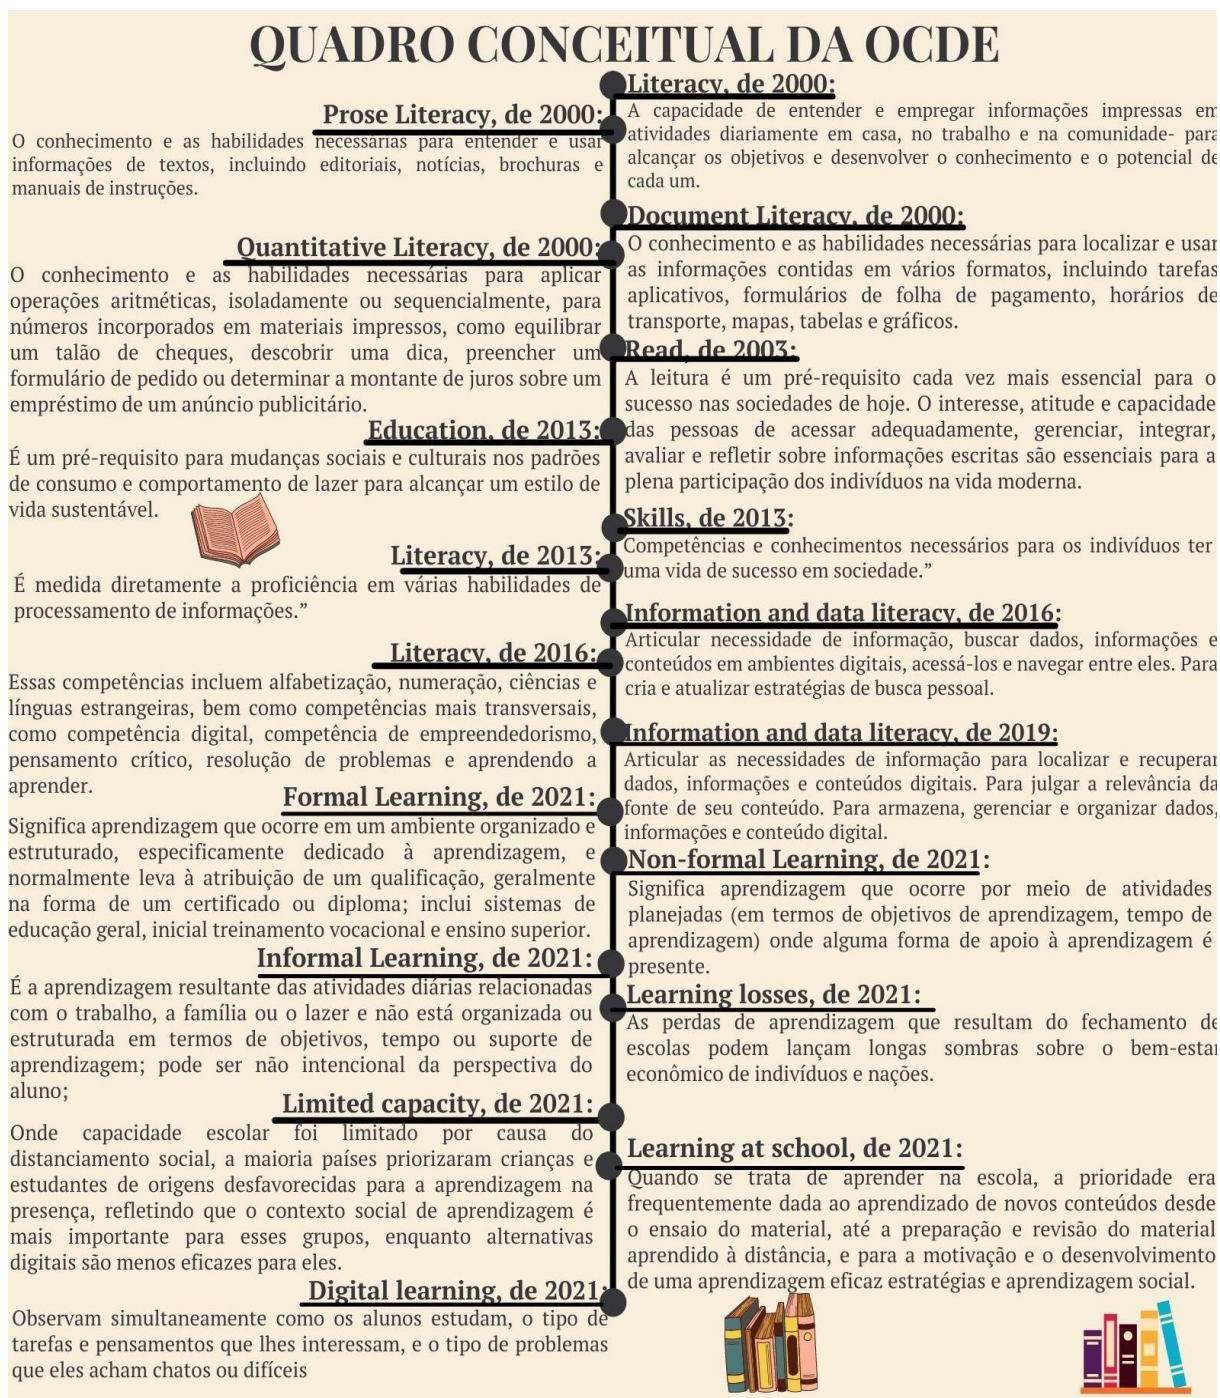 QUADRO CONCEITUAL DA OCDE
Literacy, de 2000:
A capacidade de entender e empregar informações impressas em
atividades diariamente em casa, no trabalho e na comunidade- para
alcançar os objetivos e desenvolver o conhecimento e o potencial de
cada um.
Prose Literacy, de 2000:
O conhecimento e as habilidades necessárias para entender e usar
informações de textos, incluindo editoriais, notícias, brochuras e
manuais de instruções.
Document Literacy, de 2000:
O conhecimento e as habilidades necessárias para localizar e usar
as informações contidas em vários formatos, incluindo tarefas
aplicativos, formulários de folha de pagamento, horários de
transporte, mapas, tabelas e gráficos.
Quantitative Literacy, de 2000:
O conhecimento e as habilidades necessárias para aplicar
operações aritméticas, isoladamente ou sequencialmente, para
números incorporados em materiais impressos, como equilibrar
um talão de cheques, descobrir uma dica, preencher um
formulário de pedido ou determinar a montante de juros sobre um
empréstimo de um anúncio publicitário.
Read, de 2003:
A leitura é um pré-requisito cada vez mais essencial para o
sucesso nas sociedades de hoje. O interesse, atitude e capacidade
das pessoas de acessar adequadamente, gerenciar, integrar,
avaliar e refletir sobre informações escritas são essenciais para a
plena participação dos indivíduos na vida moderna.
Education, de 2013:
É um pré-requisito para mudanças sociais e culturais nos padrões
de consumo e comportamento de lazer para alcançar um estilo de
vida sustentável.
Skills, de 2013:
Competências e conhecimentos necessários para os indivíduos ter
uma vida de sucesso em sociedade.”
Literacy, de 2013:
É medida diretamente a proficiência em várias habilidades de
processamento de informações.”
Information and data literacy, de 2016:
Articular necessidade de informação, buscar dados, informações e
conteúdos em ambientes digitais, acessá-los e navegar entre eles. Para
cria e atualizar estratégias de busca pessoal.
Literacy, de 2016:
Essas competências incluem alfabetização, numeração, ciências e
línguas estrangeiras, bem como competências mais transversais,
como competência digital, competência de empreendedorismo,
pensamento crítico, resolução de problemas e aprendendo a
aprender.
Information and data literacy, de 2019:
Articular as necessidades de informação para localizar e recuperar
dados, informações e conteúdos digitais. Para julgar a relevância da
fonte de seu conteúdo. Para armazena, gerenciar e organizar dados,
informações e conteúdo digital.
Formal Learning, de 2021:
Significa aprendizagem que ocorre em um ambiente organizado e
estruturado, especificamente dedicado à aprendizagem, e
normalmente leva à atribuição de um qualificação, geralmente
na forma de um certificado ou diploma; inclui sistemas de
educação geral, inicial treinamento vocacional e ensino superior.
Non-formal Learning, de 2021:
Significa aprendizagem que ocorre por meio de atividades
planejadas (em termos de objetivos de aprendizagem, tempo de
aprendizagem) onde alguma forma de apoio à aprendizagem é
presente.
Informal Learning, de 2021:
É a aprendizagem resultante das atividades diárias relacionadas
com o trabalho, a família ou o lazer e não está organizada ou
estruturada em termos de objetivos, tempo ou suporte de
aprendizagem; pode ser não intencional da perspectiva do
aluno;
Learning losses, de 2021:
As perdas de aprendizagem que resultam do fechamento de
escolas podem lançam longas sombras sobre o bem-estar
econômico de indivíduos e nações.
Limited capacity, de 2021:
Onde capacidade escolar foi limitado por causa do
distanciamento social, a maioria países priorizaram crianças e
estudantes de origens desfavorecidas para a aprendizagem na
presença, refletindo que o contexto social de aprendizagem é
mais importante para esses grupos, enquanto alternativas
digitais são menos eficazes para eles.
Learning at school, de 2021:
Quando se trata de aprender na escola, a prioridade era
frequentemente dada ao aprendizado de novos conteúdos desde
o ensaio do material, até a preparação e revisão do material
aprendido à distância, e para a motivação e o desenvolvimento
de uma aprendizagem eficaz estratégias e aprendizagem social.
Digital learning, de 2021:
Observam simultaneamente como os alunos estudam, o tipo de
tarefas e pensamentos que lhes interessam, e o tipo de problemas
que eles acham chatos ou difíceis